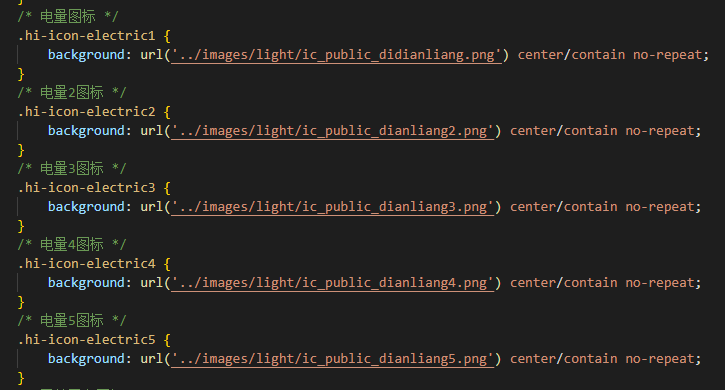 }
/* 电量图标 */
.hi-icon-electric1 {
    background: url('../images/light/ic_public_didianliang.png') center/contain no-repeat;
}
/* 电量2图标 */
.hi-icon-electric2 {
    background: url('../images/light/ic_public_dianliang2.png') center/contain no-repeat;
}
/* 电量3图标 */
.hi-icon-electric3 {
    background: url('../images/light/ic_public_dianliang3.png') center/contain no-repeat;
}
/* 电量4图标 */
.hi-icon-electric4 {
    background: url('../images/light/ic_public_dianliang4.png') center/contain no-repeat;
}
/* 电量5图标 */
.hi-icon-electric5 {
    background: url('../images/light/ic_public_dianliang5.png') center/contain no-repeat;
}